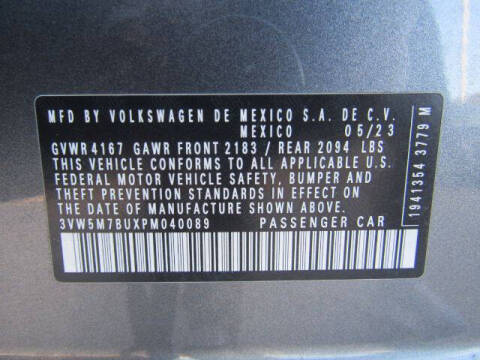 MFD BY VOLKSWAGEN DE MEXICO S.A. DE C.V.
MEXICO 05/23
GVWR 4167 GAWR FRONT 2183 / REAR 2094 LBS
THIS VEHICLE CONFORMS TO ALL APPLICABLE U.S.
FEDERAL MOTOR VEHICLE SAFETY, BUMPER AND
THEFT PREVENTION STANDARDS IN EFFECT ON
THE DATE OF MANUFACTURE SHOWN ABOVE
3VW5M7BUXPM040089 PASSENGER CAR
1941354 3779 M